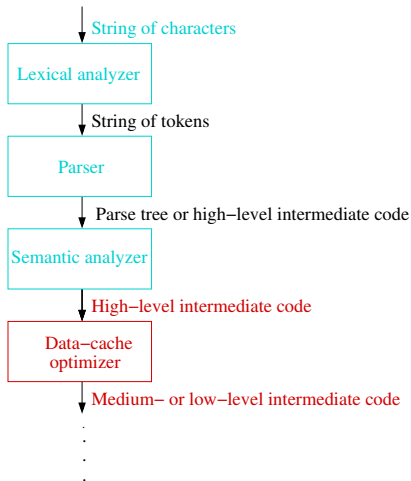 String of characters
Lexical analyzer
String of tokens
Parser
Parse tree or high−level intermediate code
Semantic analyzer
High−level intermediate code
Data−cache
optimizer
Medium− or low−level intermediate code